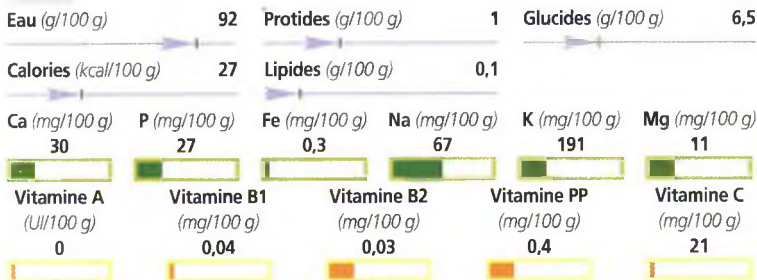 Eau (g/100 g) 92 Protides (g/100 g) 1 Glucides (g/100 g) 6,5
Calories (kcal/100 g) 27 Lipides (g/100 g) 0,1
Ca (mg/100 g) P (mg/100 g) Fe (mg/100 g) Na (mg/100 g) K (mg/100 g) Mg (mg/100 g)
30 27 0,3 67 191 11
Vitamine A Vitamine B1 Vitamine B2 Vitamine PP Vitamine C
(UI/100 g) (mg/100 g) (mg/100 g) (mg/100 g) (mg/100 g)
0 0,04 0,03 0,4 21